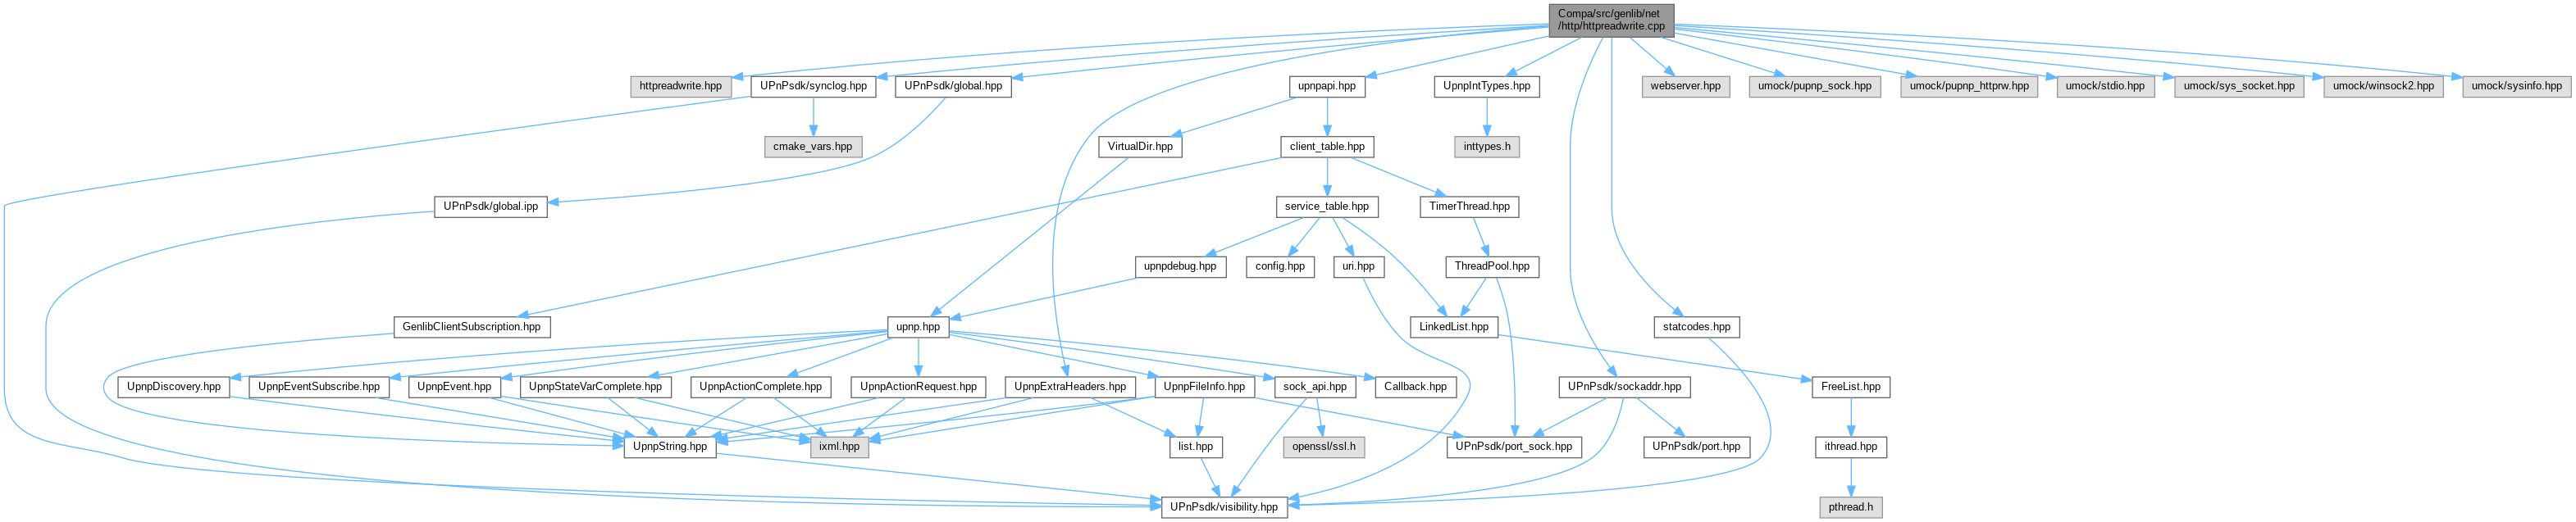 Compa/src/genlib/net
/http/httpreadwrite.cpp
httpreadwrite.hpp
UPnPsdk/synclog.hpp
UPnPsdk/global.hpp
upnpapi.hpp
UpnpIntTypes.hpp
webserver.hpp
umock/pupnp_sock.hpp
umock/pupnp_httprw.hpp
umock/stdio.hpp
umock/sys_socket.hpp
umock/winsock2.hpp
umock/sysinfo.hpp
cmake_vars.hpp
VirtualDir.hpp
client_table.hpp
inttypes.h
UPnPsdk/global.ipp
service_table.hpp
TimerThread.hpp
upnpdebug.hpp
config.hpp
uri.hpp
ThreadPool.hpp
GenlibClientSubscription.hpp
upnp.hpp
LinkedList.hpp
statcodes.hpp
UpnpDiscovery.hpp
UpnpEventSubscribe.hpp
UpnpEvent.hpp
UpnpStateVarComplete.hpp
UpnpActionComplete.hpp
UpnpActionRequest.hpp
UpnpExtraHeaders.hpp
UpnpFileInfo.hpp
sock_api.hpp
Callback.hpp
UPnPsdk/sockaddr.hpp
FreeList.hpp
UpnpString.hpp
ixml.hpp
list.hpp
openssl/ssl.h
UPnPsdk/port_sock.hpp
UPnPsdk/port.hpp
ithread.hpp
UPnPsdk/visibility.hpp
pthread.h